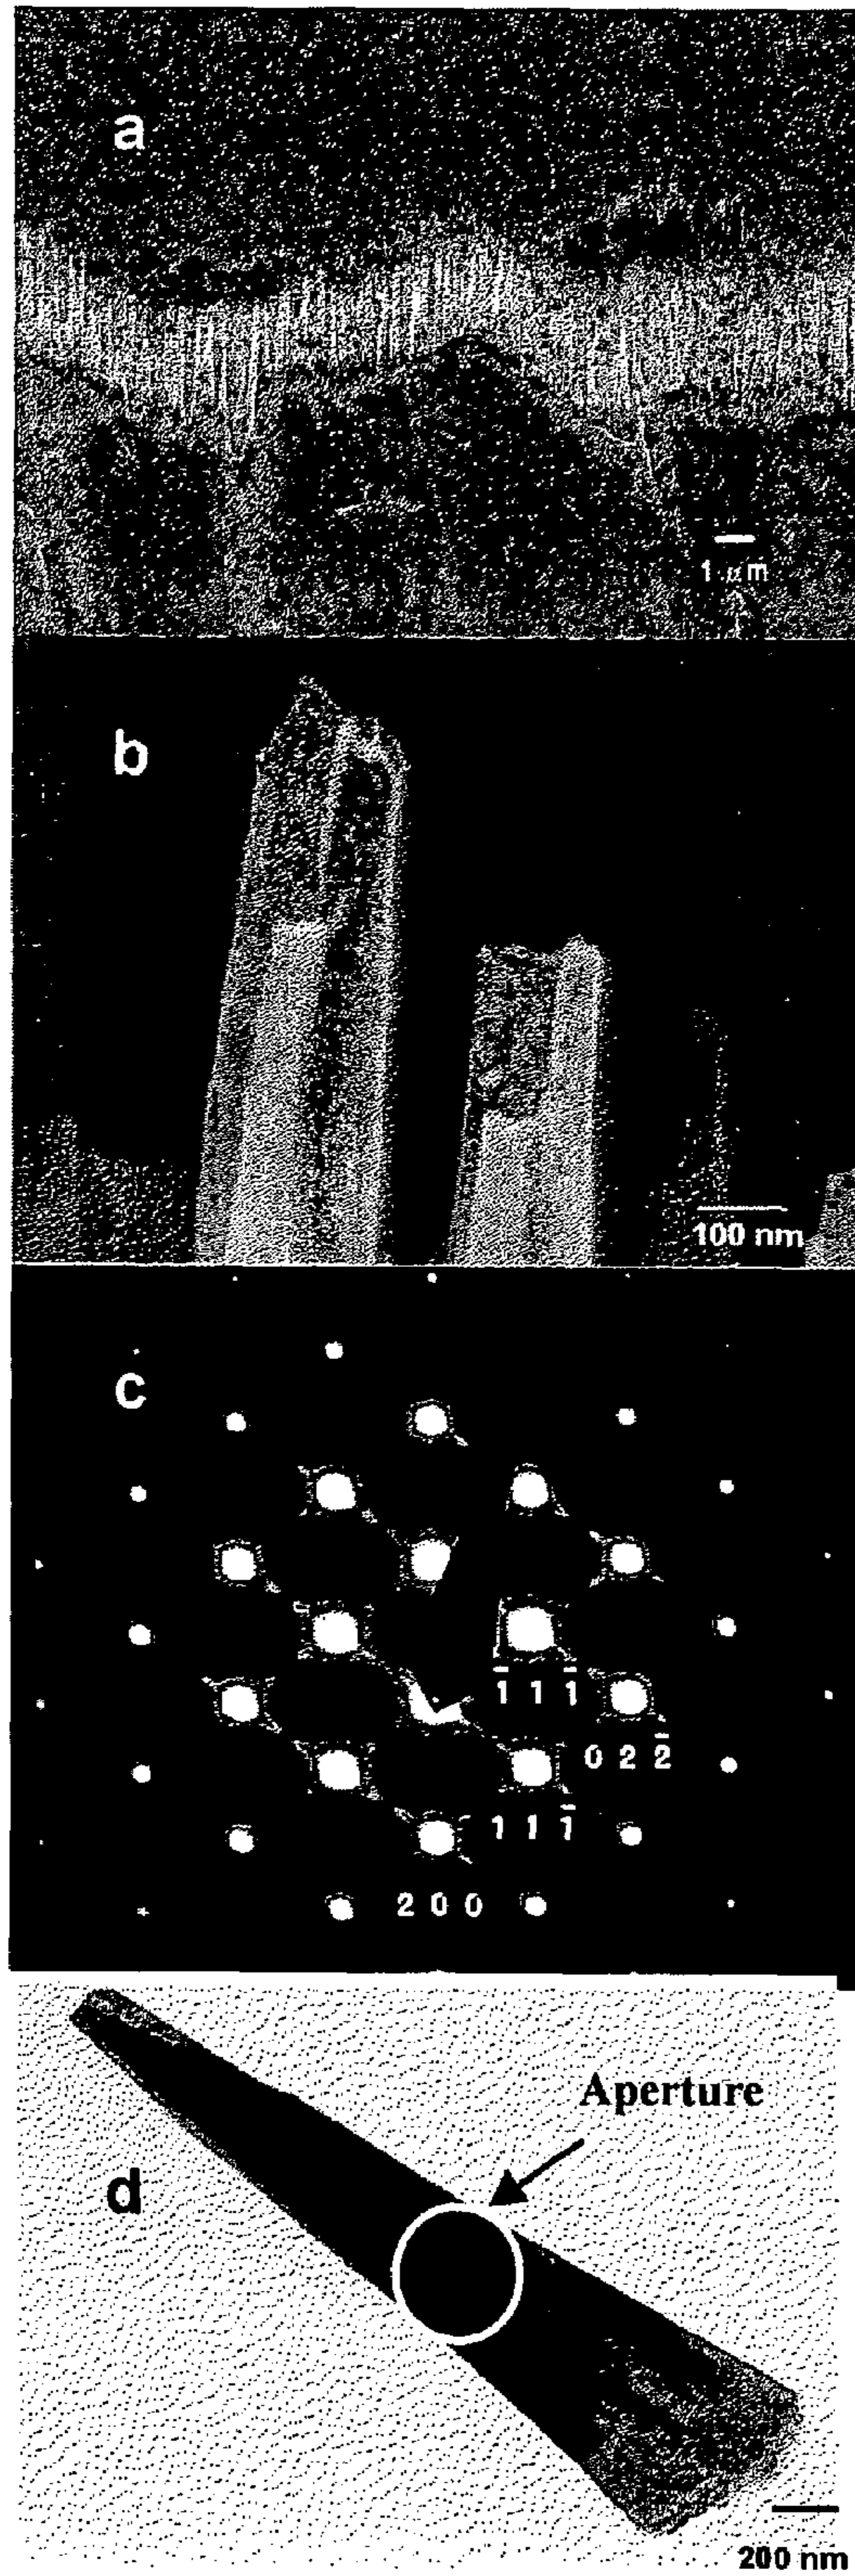 a
1 μm
b
100 nm
c
1̄ 1 1̄
0 2 2̄
1 1 1̄
2 0 0
Aperture
d
200 nm